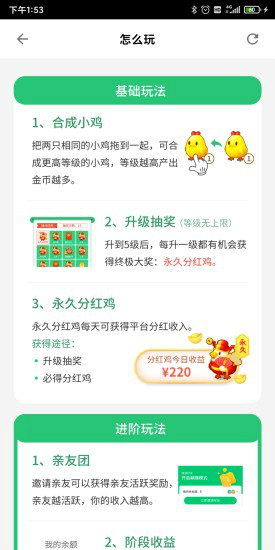 下午1:53
怎么玩
基础玩法
1、合成小鸡
把两只相同的小鸡拖到一起，可合
成更高等级的小鸡，等级越高产出
金币越多。
1
1
2、升级抽奖（等级无上限）
升到5级后，每升一级都有机会获
得终极大奖：永久分红鸡。
3、永久分红鸡
永久分红鸡每天可获得平台分红收入。
获得途径：
• 升级抽奖
• 必得分红鸡
永久
分红鸡今日收益
¥220
进阶玩法
1、亲友团
邀请亲友可以获得亲友活跃奖励，
亲友越活跃，你的收入越高。
我的余额
2、阶段收益